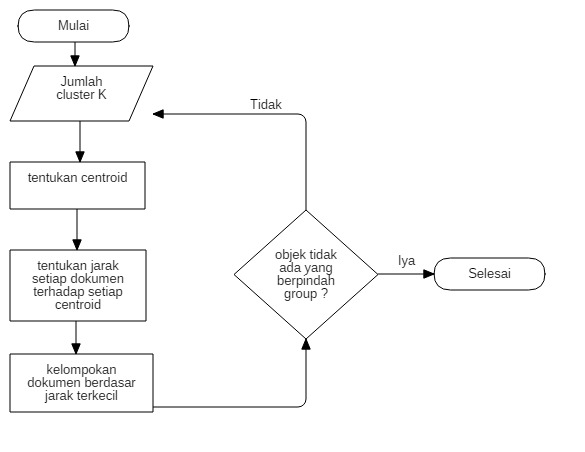 Mulai
Jumlah
cluster K
Tidak
tentukan centroid
tentukan jarak
setiap dokumen
terhadap setiap
centroid
objek tidak
ada yang
berpindah
group ?
Iya
Selesai
kelompokan
dokumen berdasar
jarak terkecil